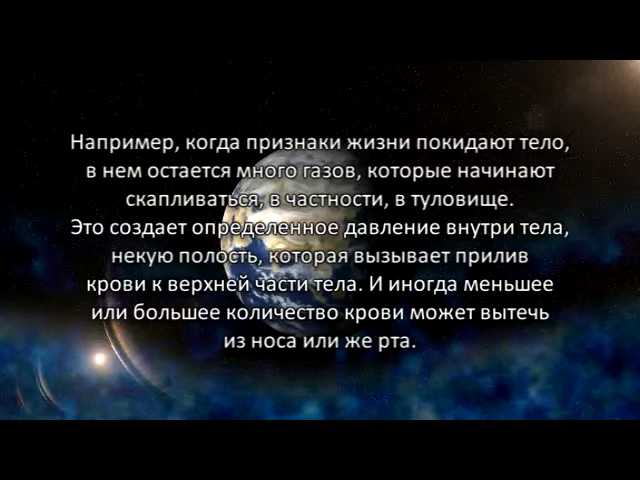 Например, когда признаки жизни покидают тело,
в нем остается много газов, которые начинают
скапливаться, в частности, в туловище.
Это создает определенное давление внутри тела,
некую полость, которая вызывает прилив
крови к верхней части тела. И иногда меньшее
или большее количество крови может вытечь
из носа или же рта.